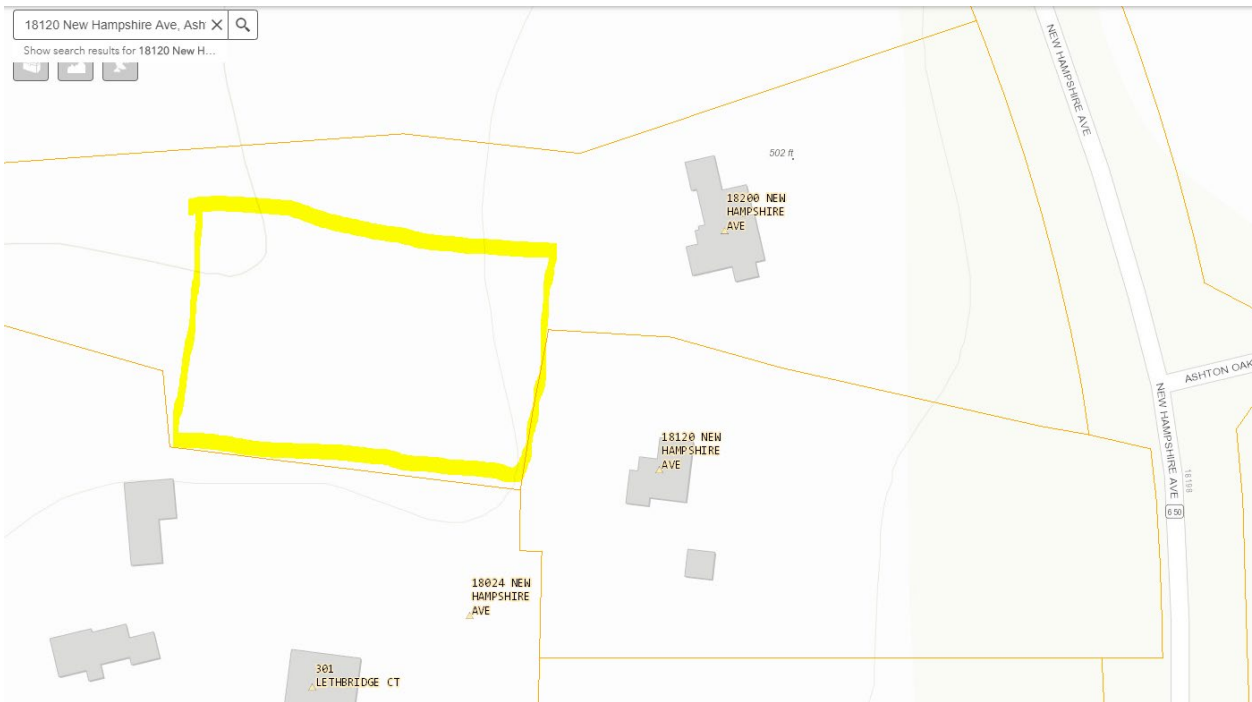 18120 New Hampshire Ave, Ash
Show search results for 18120 New H...
NEW HAMPSHIRE AVE
502 ft
18200 NEW
HAMPSHIRE
AVE
ASHTON OAK
NEW HAMPSHIRE AVE
18120 NEW
HAMPSHIRE
AVE
650
18024 NEW
HAMPSHIRE
AVE
301
LETHBRIDGE CT